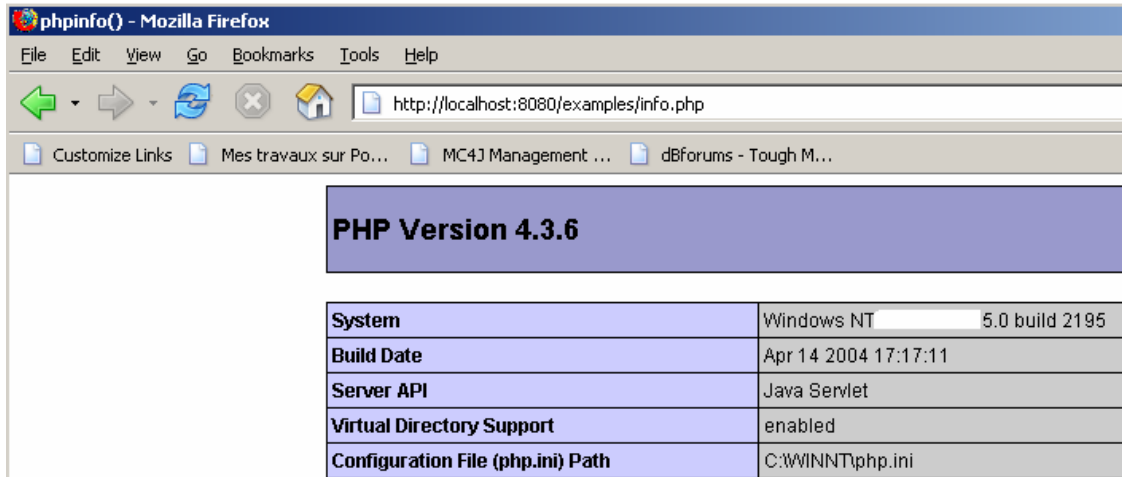 phpinfo() - Mozilla Firefox
File Edit View Go Bookmarks Tools Help
http://localhost:8080/examples/info.php
Customize Links Mes travaux sur Po... MC4J Management ... dBforums - Tough M...
PHP Version 4.3.6
System Windows NT 5.0 build 2195
Build Date Apr 14 2004 17:17:11
Server API Java Servlet
Virtual Directory Support enabled
Configuration File (php.ini) Path C:\WINNT\php.ini